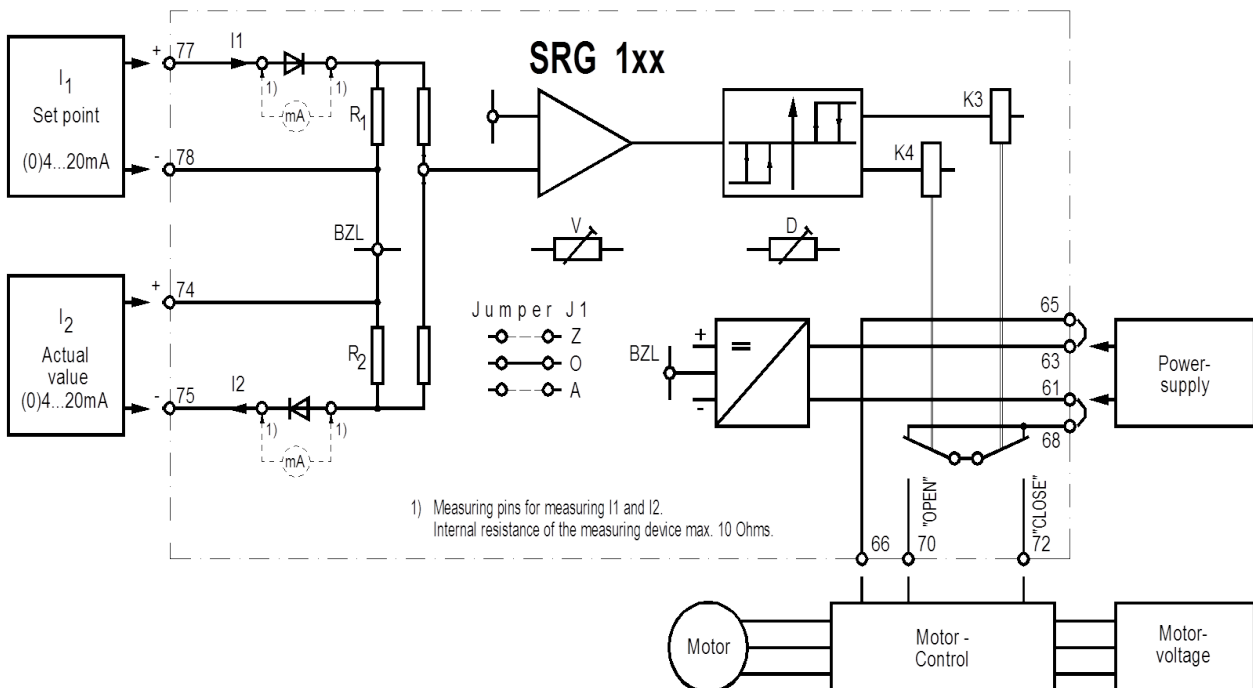 SRG 1xx
I1
Set point
(0)4...20mA
+
77
I1
1)
1)
mA
R1
-
78
BZL
I2
Actual
value
(0)4...20mA
+
74
R2
-
75
I2
1)
1)
mA
V
D
K3
K4
Jumper J1
Z
O
A
BZL
+
=
-
65
63
61
68
Power-
supply
"OPEN"
"CLOSE"
66
70
72
1) Measuring pins for measuring I1 and I2.
Internal resistance of the measuring device max. 10 Ohms.
Motor
Motor -
Control
Motor-
voltage